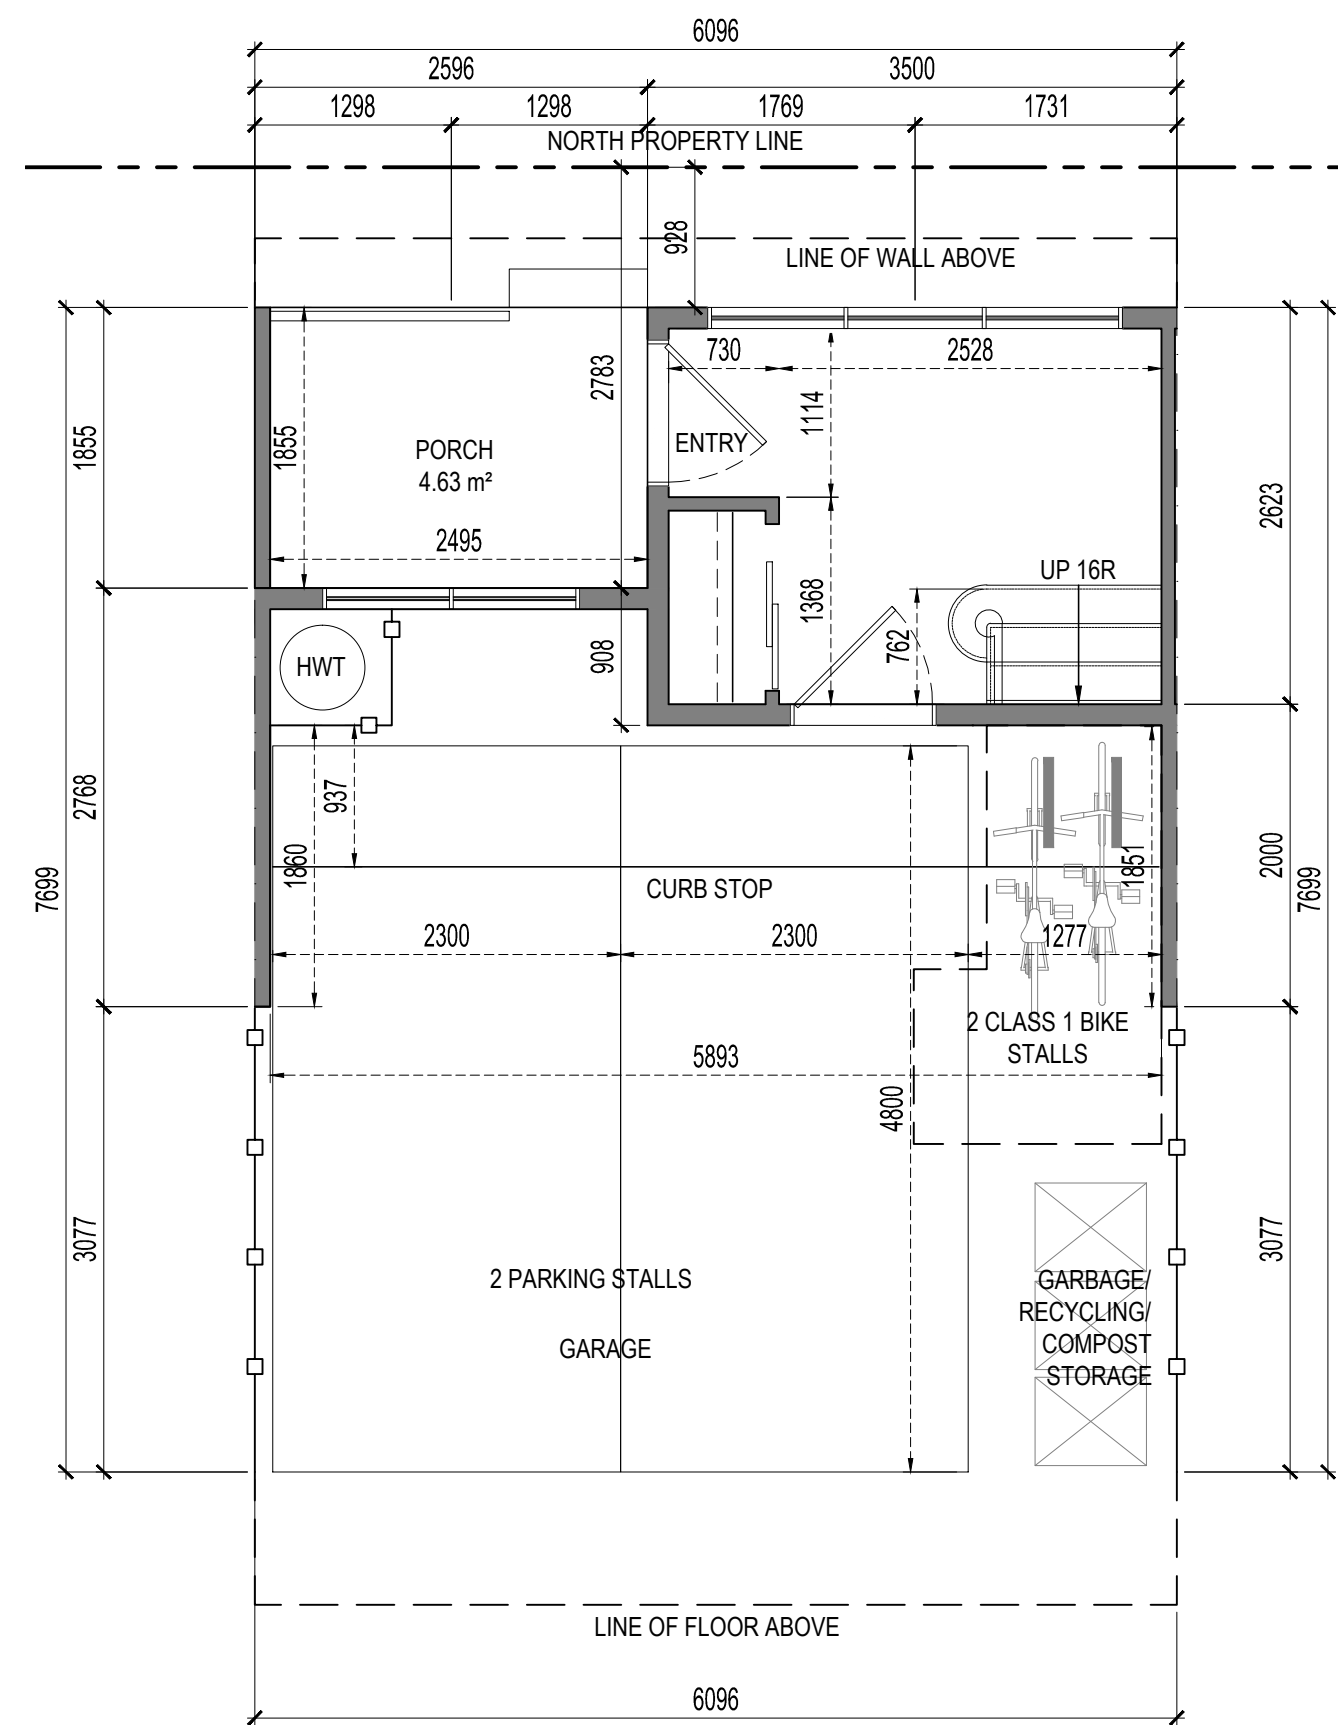 6096
2596 3500
1298 1298 1769 1731
NORTH PROPERTY LINE
928
LINE OF WALL ABOVE
730 2528
2783
1114
1855
1855
PORCH
4.63 m²
ENTRY
2623
2495
UP 16R
1368
762
908
HWT
2768
937
1860
1851
2000
7699
7699
CURB STOP
2300 2300 1277
2 CLASS 1 BIKE
STALLS
5893
4800
3077
3077
2 PARKING STALLS
GARAGE
GARBAGE/
RECYCLING/
COMPOST
STORAGE
LINE OF FLOOR ABOVE
6096